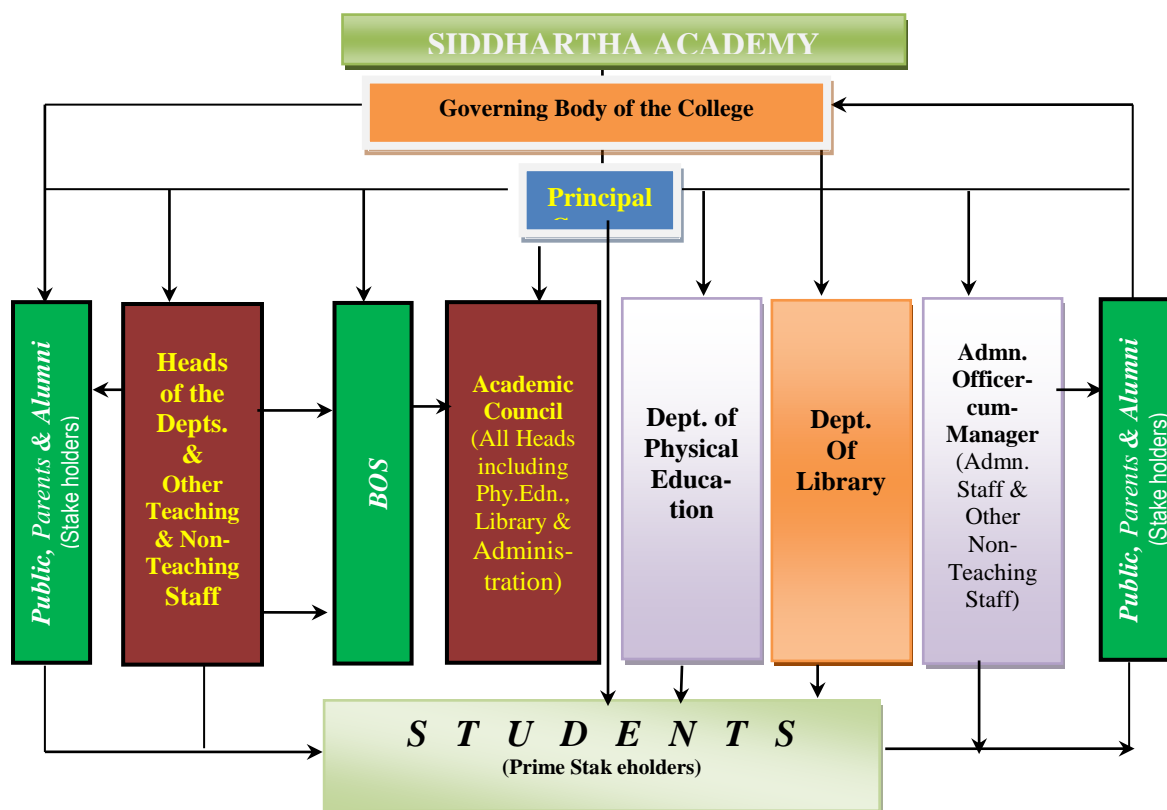 SIDDHARTHA ACADEMY
Governing Body of the College
Principal
Public, Parents & Alumni
(Stake holders)
Heads
of the
Depts.
&
Other
Teaching
& Non-
Teaching
Staff
BOS
Academic
Council
(All Heads
including
Phy.Edn.,
Library &
Adminis-
tration)
Dept. of
Physical
Educa-
tion
Dept.
Of
Library
Admn.
Officer-
cum-
Manager
(Admn.
Staff &
Other
Non-
Teaching
Staff)
Public, Parents & Alumni
(Stake holders)
S T U D E N T S
(Prime Stak eholders)